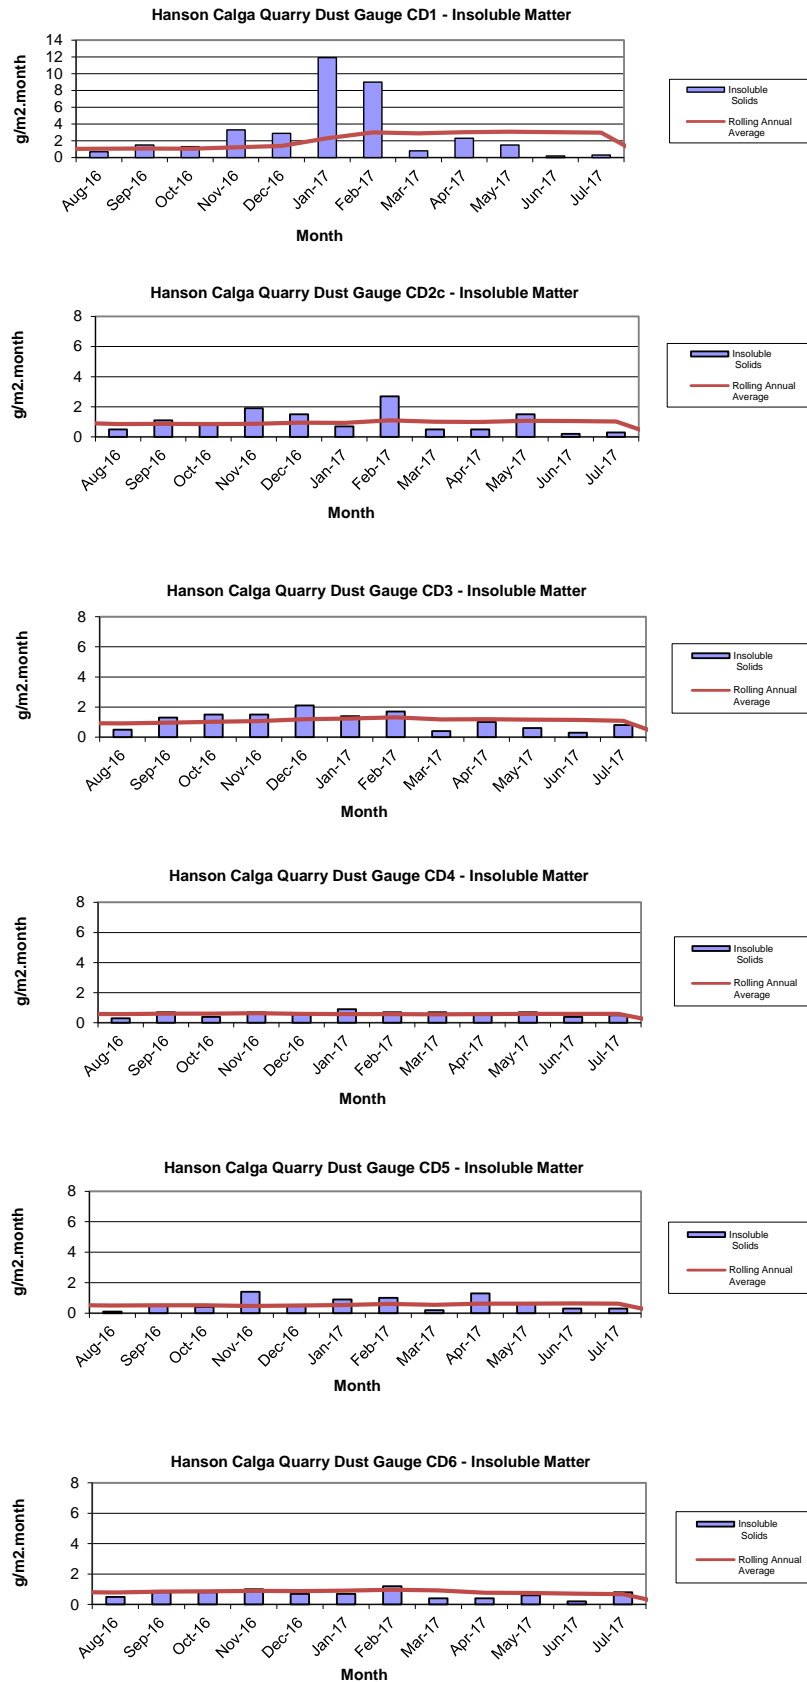 Hanson Calga Quarry Dust Gauge CD1 - Insoluble Matter
g/m2.month
14
12
10
8
6
4
2
0
Aug-16 Sep-16 Oct-16 Nov-16 Dec-16 Jan-17 Feb-17 Mar-17 Apr-17 May-17 Jun-17 Jul-17
Month
Insoluble
Solids
Rolling Annual
Average
Hanson Calga Quarry Dust Gauge CD2c - Insoluble Matter
g/m2.month
8
6
4
2
0
Aug-16 Sep-16 Oct-16 Nov-16 Dec-16 Jan-17 Feb-17 Mar-17 Apr-17 May-17 Jun-17 Jul-17
Month
Insoluble
Solids
Rolling Annual
Average
Hanson Calga Quarry Dust Gauge CD3 - Insoluble Matter
g/m2.month
8
6
4
2
0
Aug-16 Sep-16 Oct-16 Nov-16 Dec-16 Jan-17 Feb-17 Mar-17 Apr-17 May-17 Jun-17 Jul-17
Month
Insoluble
Solids
Rolling Annual
Average
Hanson Calga Quarry Dust Gauge CD4 - Insoluble Matter
g/m2.month
8
6
4
2
0
Aug-16 Sep-16 Oct-16 Nov-16 Dec-16 Jan-17 Feb-17 Mar-17 Apr-17 May-17 Jun-17 Jul-17
Month
Insoluble
Solids
Rolling Annual
Average
Hanson Calga Quarry Dust Gauge CD5 - Insoluble Matter
g/m2.month
8
6
4
2
0
Aug-16 Sep-16 Oct-16 Nov-16 Dec-16 Jan-17 Feb-17 Mar-17 Apr-17 May-17 Jun-17 Jul-17
Month
Insoluble
Solids
Rolling Annual
Average
Hanson Calga Quarry Dust Gauge CD6 - Insoluble Matter
g/m2.month
8
6
4
2
0
Aug-16 Sep-16 Oct-16 Nov-16 Dec-16 Jan-17 Feb-17 Mar-17 Apr-17 May-17 Jun-17 Jul-17
Month
Insoluble
Solids
Rolling Annual
Average